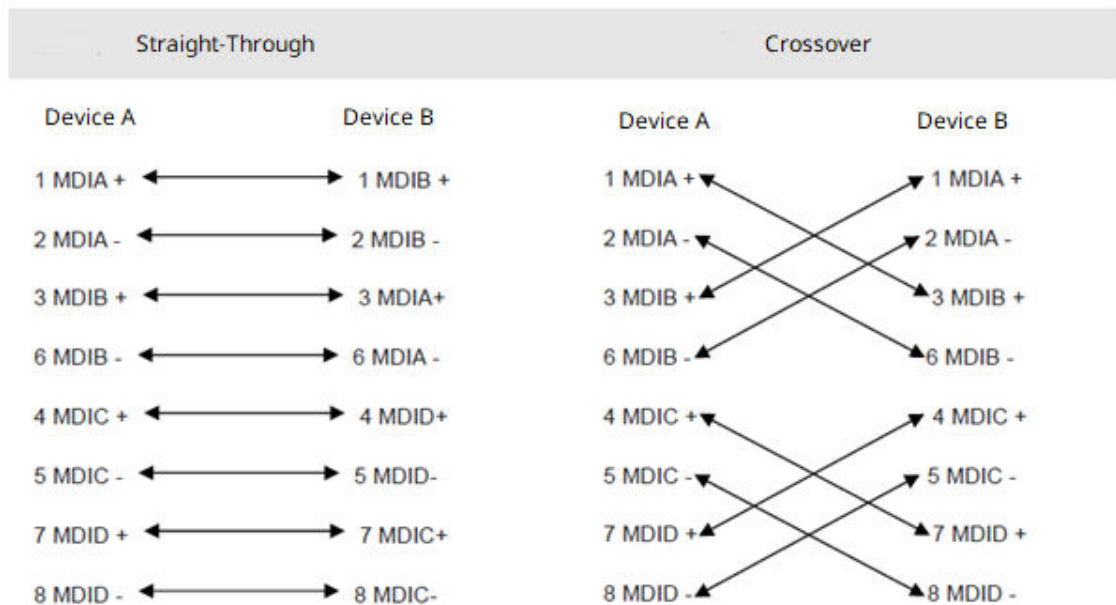 Straight-Through Crossover
Device A Device B Device A Device B
1 MDIA + 1 MDIB + 1 MDIA + 1 MDIA +
2 MDIA - 2 MDIB - 2 MDIA - 2 MDIA -
3 MDIB + 3 MDIA+ 3 MDIB + 3 MDIB +
6 MDIB - 6 MDIA - 6 MDIB - 6 MDIB -
4 MDIC + 4 MDID+ 4 MDIC + 4 MDIC +
5 MDIC - 5 MDID- 5 MDIC - 5 MDIC -
7 MDID + 7 MDIC+ 7 MDID + 7 MDID +
8 MDID - 8 MDIC- 8 MDID - 8 MDID -